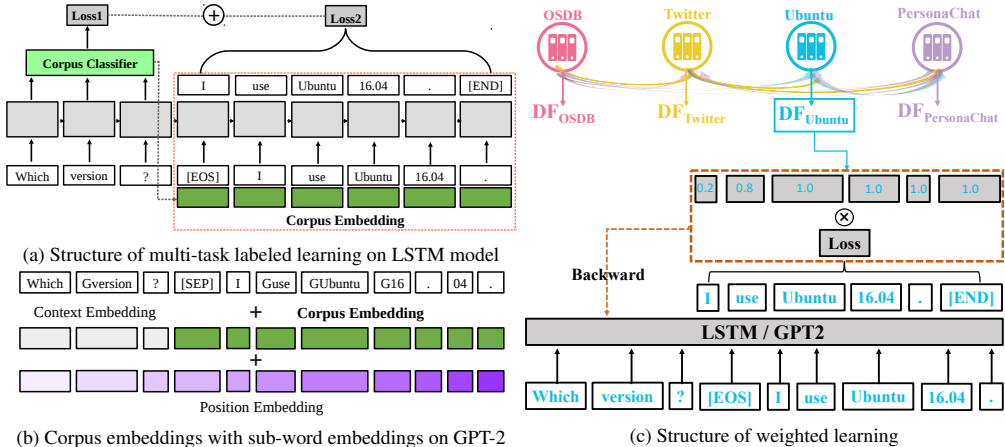 Loss1
+
Loss2
Corpus Classifier
I use Ubuntu 16.04 . [END]
Which version ? [EOS] I use Ubuntu 16.04 .
Corpus Embedding
(a) Structure of multi-task labeled learning on LSTM model
Which Gversion ? [SEP] I Guse GUbuntu G16 . 04 .
Context Embedding + Corpus Embedding
+
Position Embedding
(b) Corpus embeddings with sub-word embeddings on GPT-2
OSDB Twitter Ubuntu PersonaChat
DFOSDB DFTwitter DFUbuntu DFPersonaChat
0.2 0.8 1.0 1.0 1.0 1.0
Loss
Backward
I use Ubuntu 16.04 . [END]
LSTM / GPT2
Which version ? [EOS] I use Ubuntu 16.04 .
(c) Structure of weighted learning